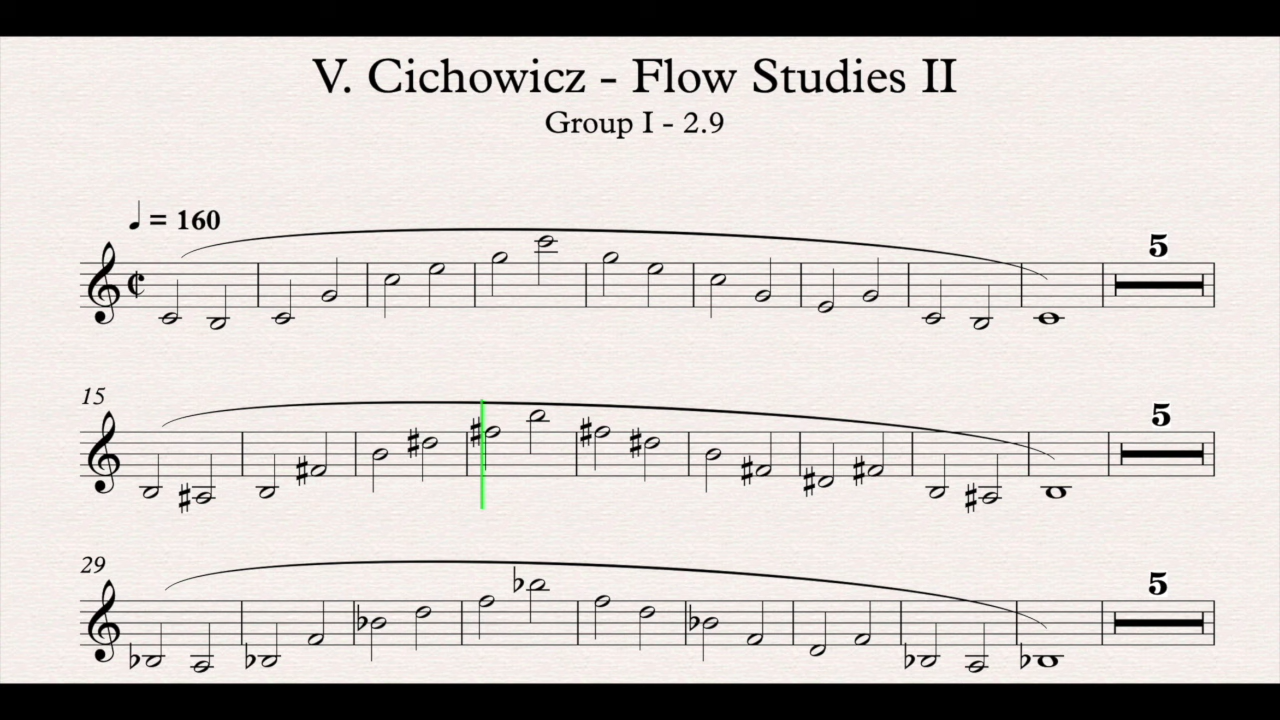 V. Cichowicz - Flow Studies II
Group I - 2.9
♩ = 160
5
15
5
29
5